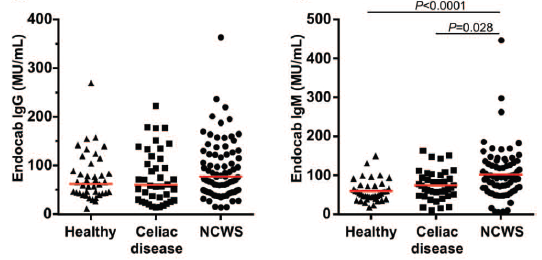 P<0.0001
P=0.028
Endocab IgG (MU/mL)
400
300
200
100
0
Healthy
Celiac
disease
NCWS
Endocab IgM (MU/mL)
500
400
300
200
100
0
Healthy
Celiac
disease
NCWS